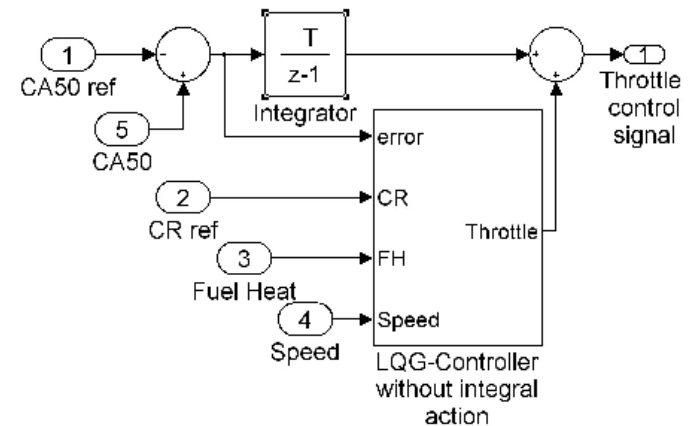 1
CA50 ref
-
+
5
CA50
T
z-1
Integrator
+
+
1
Throttle
control
signal
error
2
CR ref
CR
3
Fuel Heat
FH
Throttle
4
Speed
Speed
LQG-Controller
without integral
action